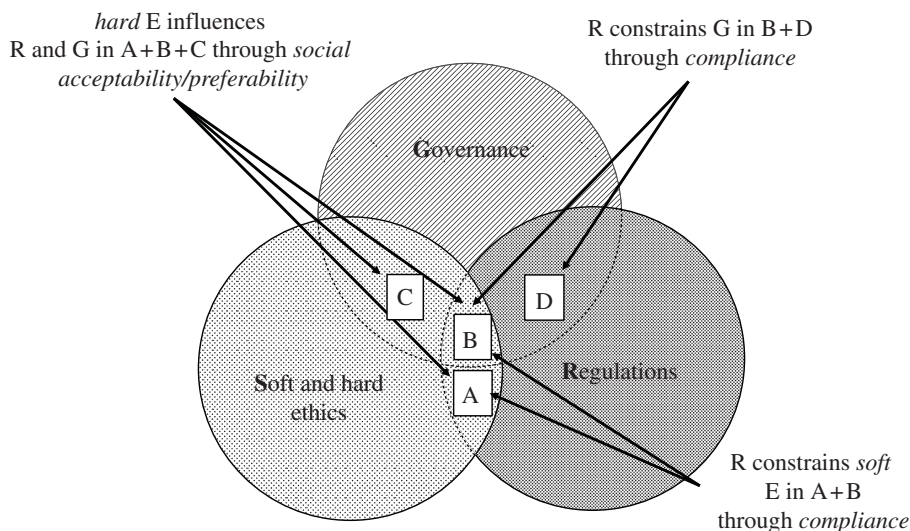 hard E influences
R and G in A+B+C through social
acceptability/preferability
R constrains G in B+D
through compliance
Governance
C
D
B
A
Soft and hard
ethics
Regulations
R constrains soft
E in A+B
through compliance